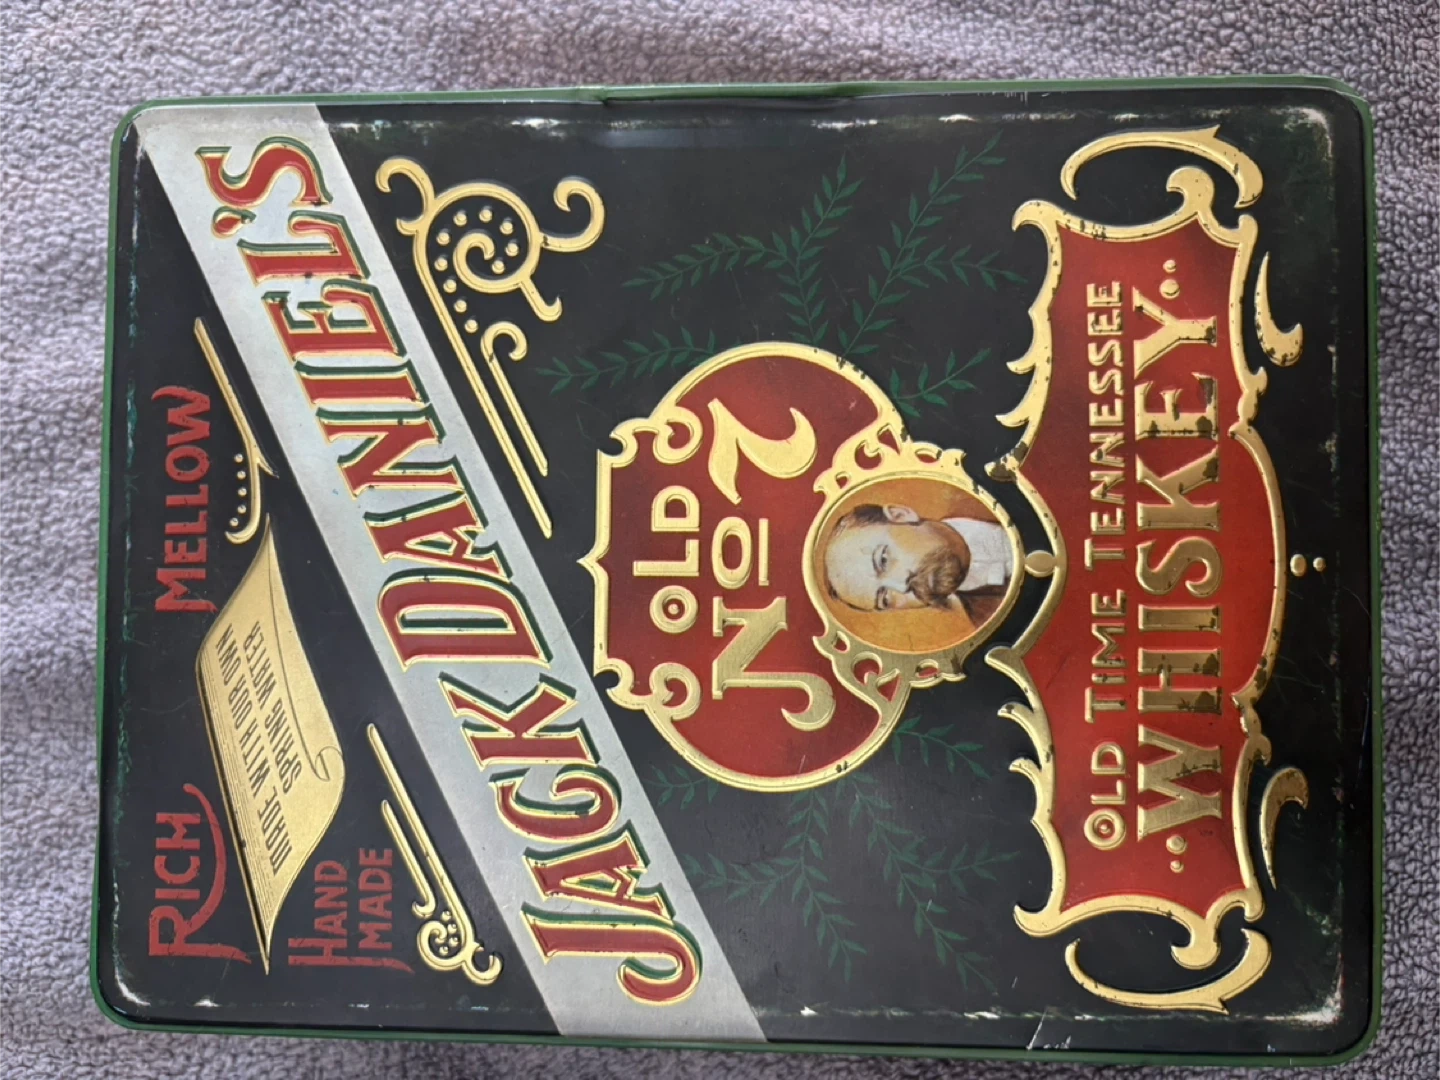 RICH
MELLOW
MADE WITH OUR OWN
SPRING WATER
HAND
MADE
JACK DANIEL'S
OLD
NO 7
OLD TIME TENNESSEE
WHISKEY